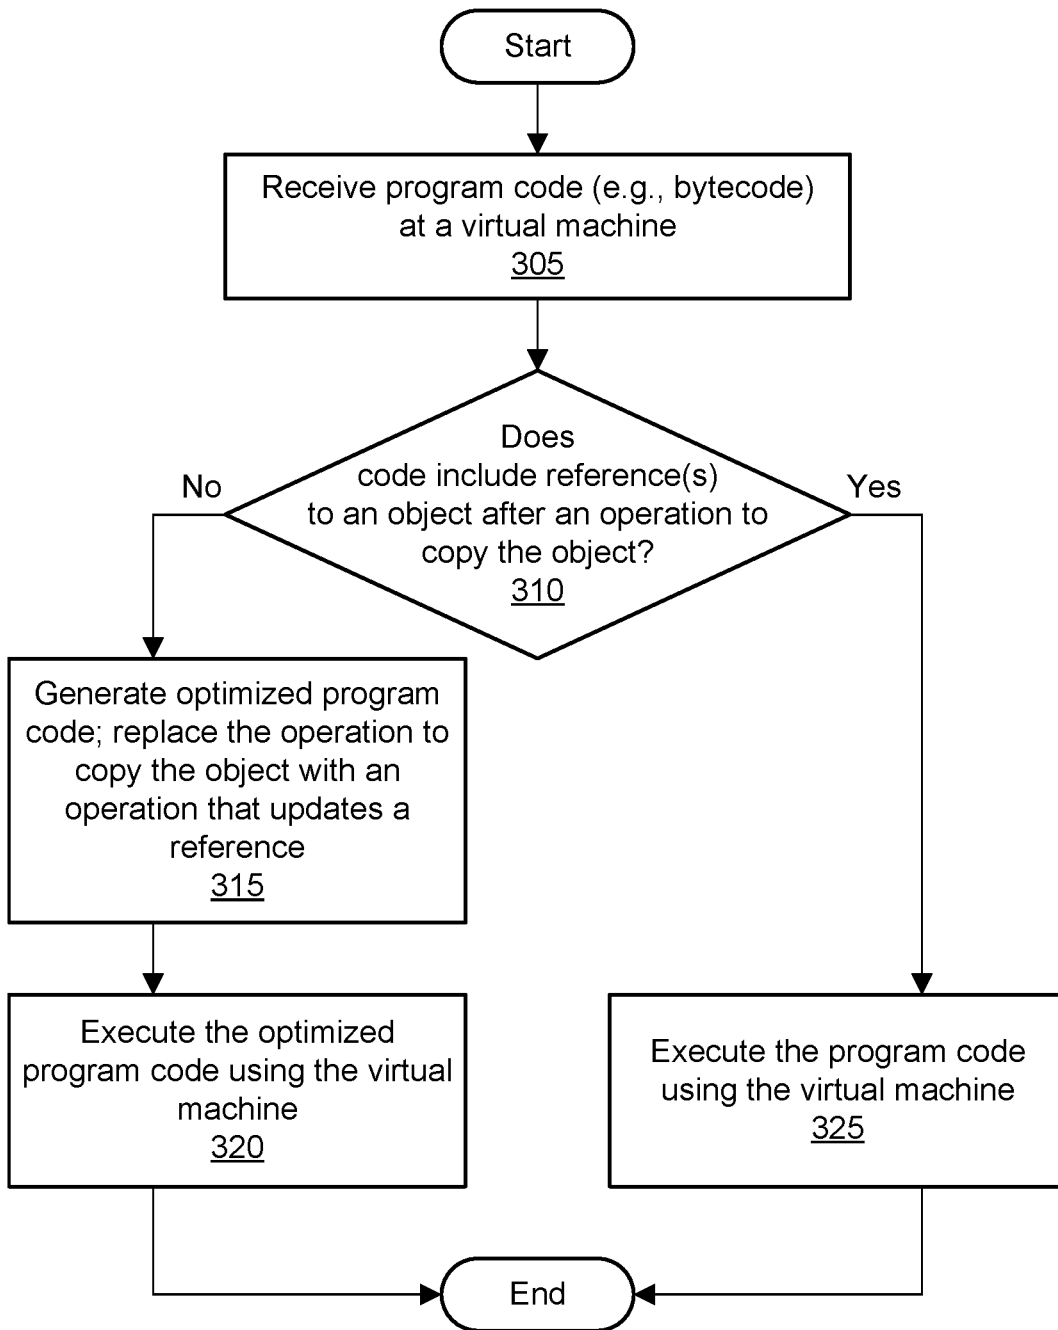 Start
Receive program code (e.g., bytecode)
at a virtual machine
305
Does
code include reference(s)
to an object after an operation to
copy the object?
310
No
Yes
Generate optimized program
code; replace the operation to
copy the object with an
operation that updates a
reference
315
Execute the optimized
program code using the virtual
machine
320
Execute the program code
using the virtual machine
325
End